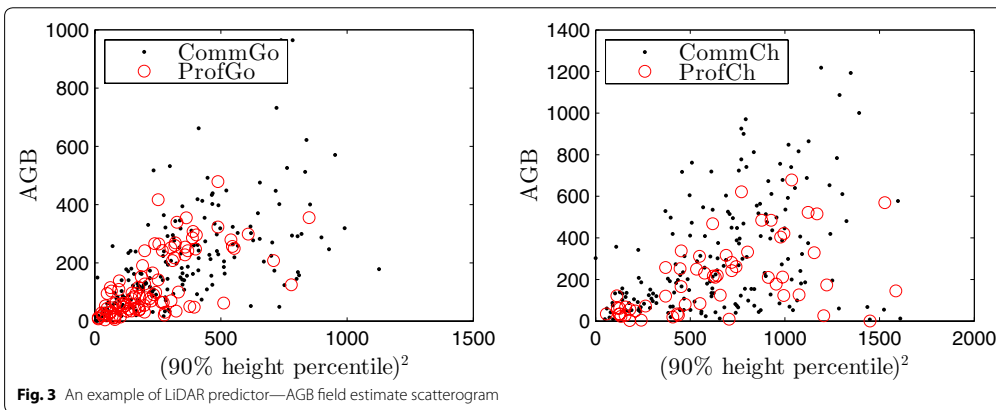 1000
800
600
400
200
0
AGB
CommGo
ProfGo
0 500 1000 1500
(90% height percentile)²
1400
1200
1000
800
600
400
200
0
AGB
CommCh
ProfCh
0 500 1000 1500 2000
(90% height percentile)²
Fig. 3 An example of LiDAR predictor—AGB field estimate scatterogram